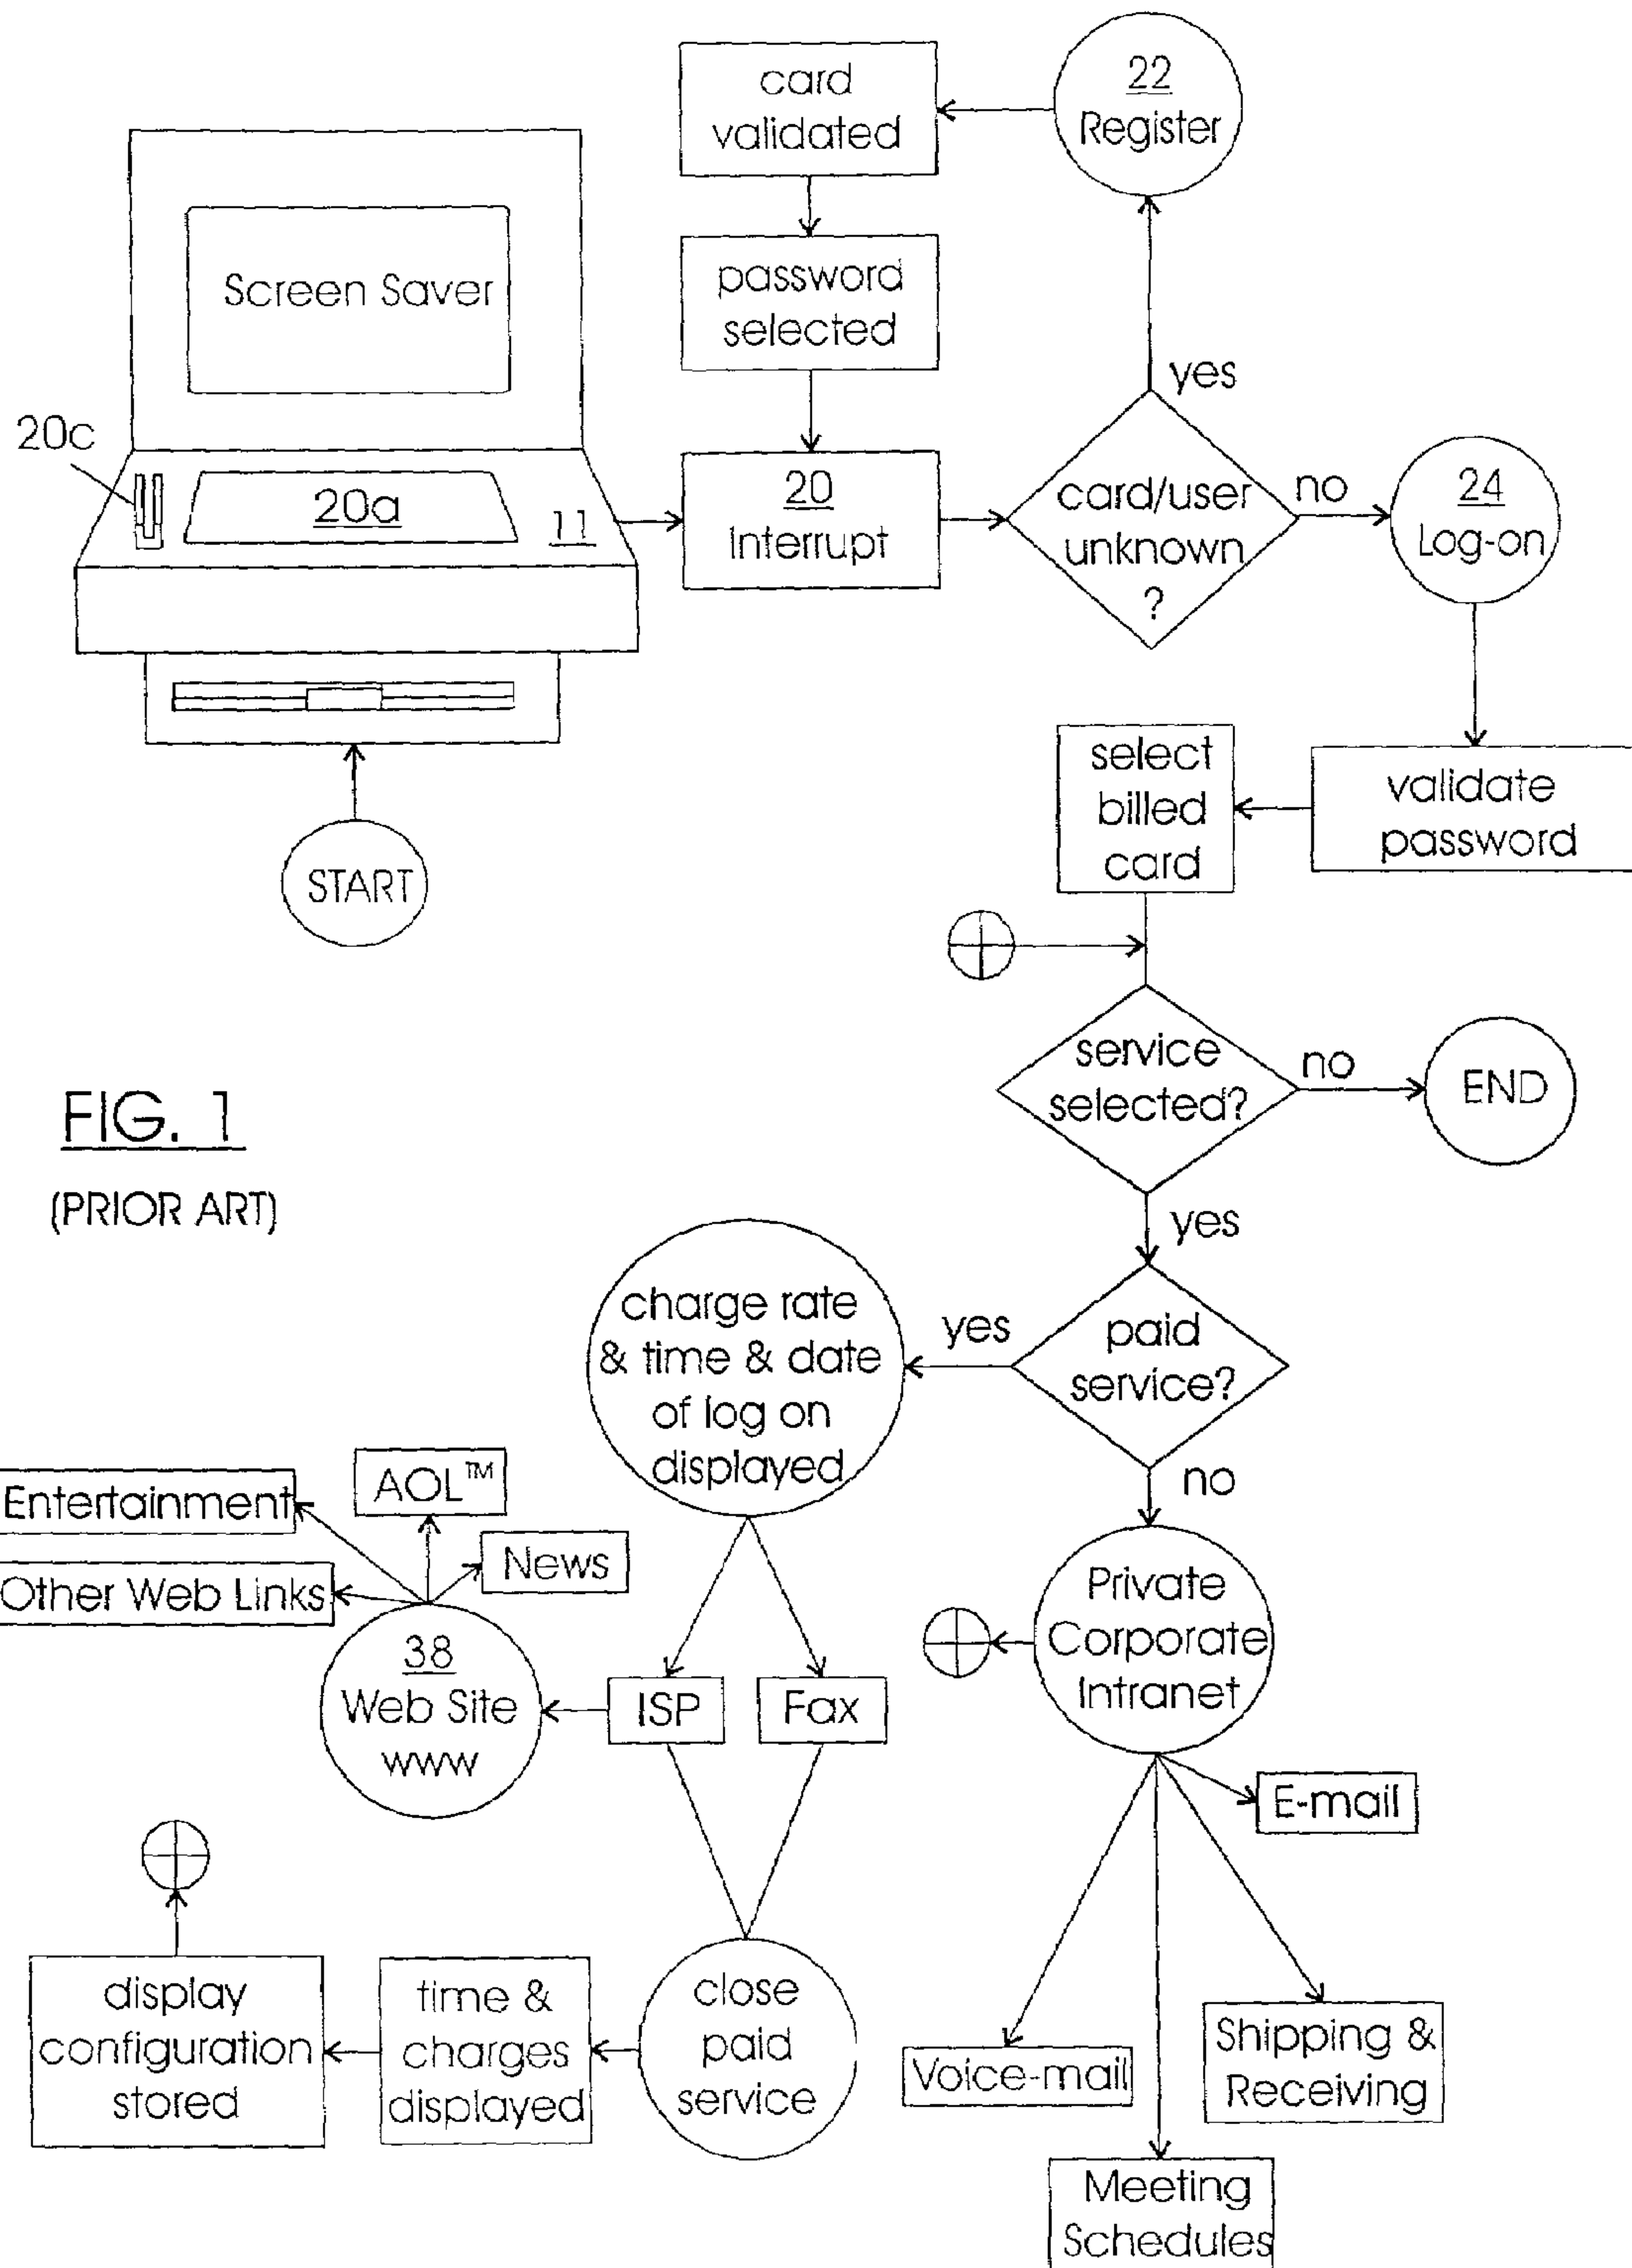 card
validated
22
Register
Screen Saver
password
selected
yes
20c
20a
11
20
Interrupt
card/user
unknown
?
no
24
Log-on
select
billed
card
validate
password
START
service
selected?
no
END
FIG. 1
(PRIOR ART)
yes
charge rate
& time & date
of log on
displayed
yes
paid
service?
no
Entertainment
AOL™
News
Other Web Links
Private
Corporate
Intranet
38
Web Site
www
ISP
Fax
E-mail
display
configuration
stored
time &
charges
displayed
close
paid
service
Voice-mail
Shipping &
Receiving
Meeting
Schedules